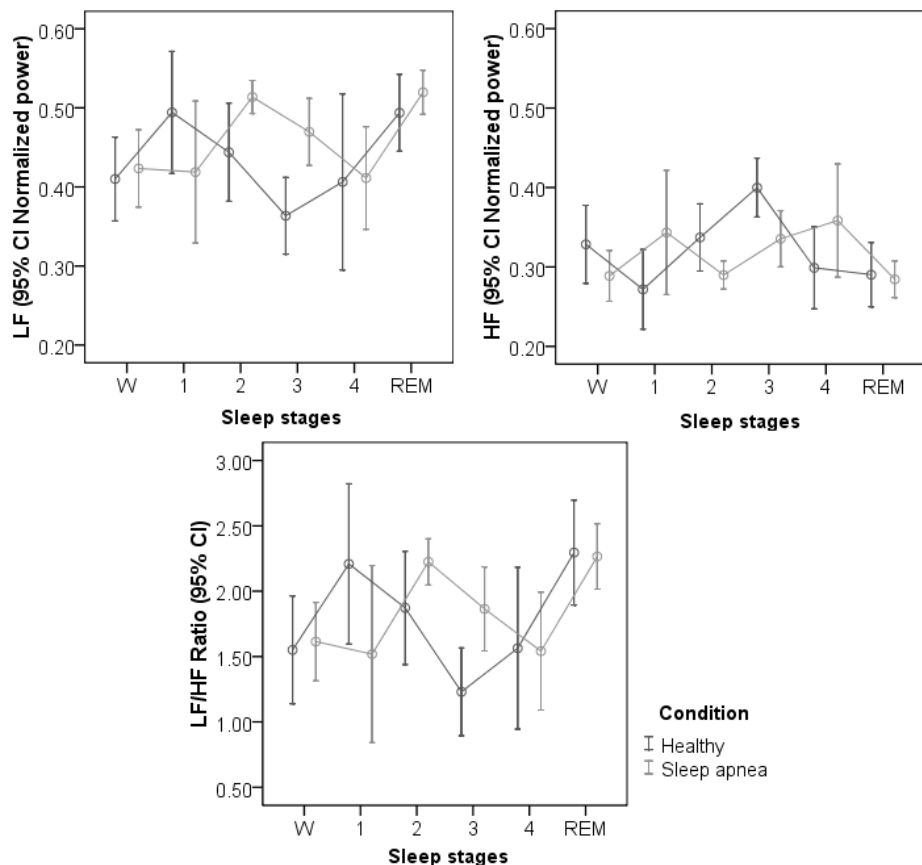 LF (95% CI Normalized power)
0.60
0.50
0.40
0.30
0.20
W 1 2 3 4 REM
Sleep stages
HF (95% CI Normalized power)
0.60
0.40
0.30
0.20
W 1 2 3 4 REM
Sleep stages
LF/HF Ratio (95% CI)
3.00
2.50
2.00
1.50
1.00
0.50
W 1 2 3 4 REM
Sleep stages
Condition
Healthy
Sleep apnea